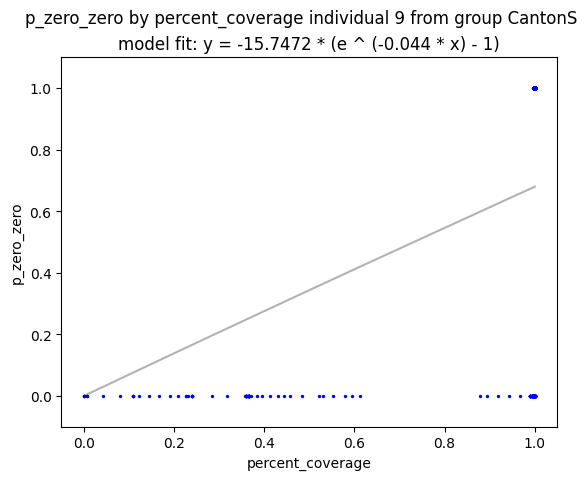 p_zero_zero by percent_coverage individual 9 from group CantonS
model fit: y = -15.7472 * (e ^ (-0.044 * x) - 1)
1.0
0.8
0.6
0.4
0.2
0.0
p_zero_zero
0.0 0.2 0.4 0.6 0.8 1.0
percent_coverage